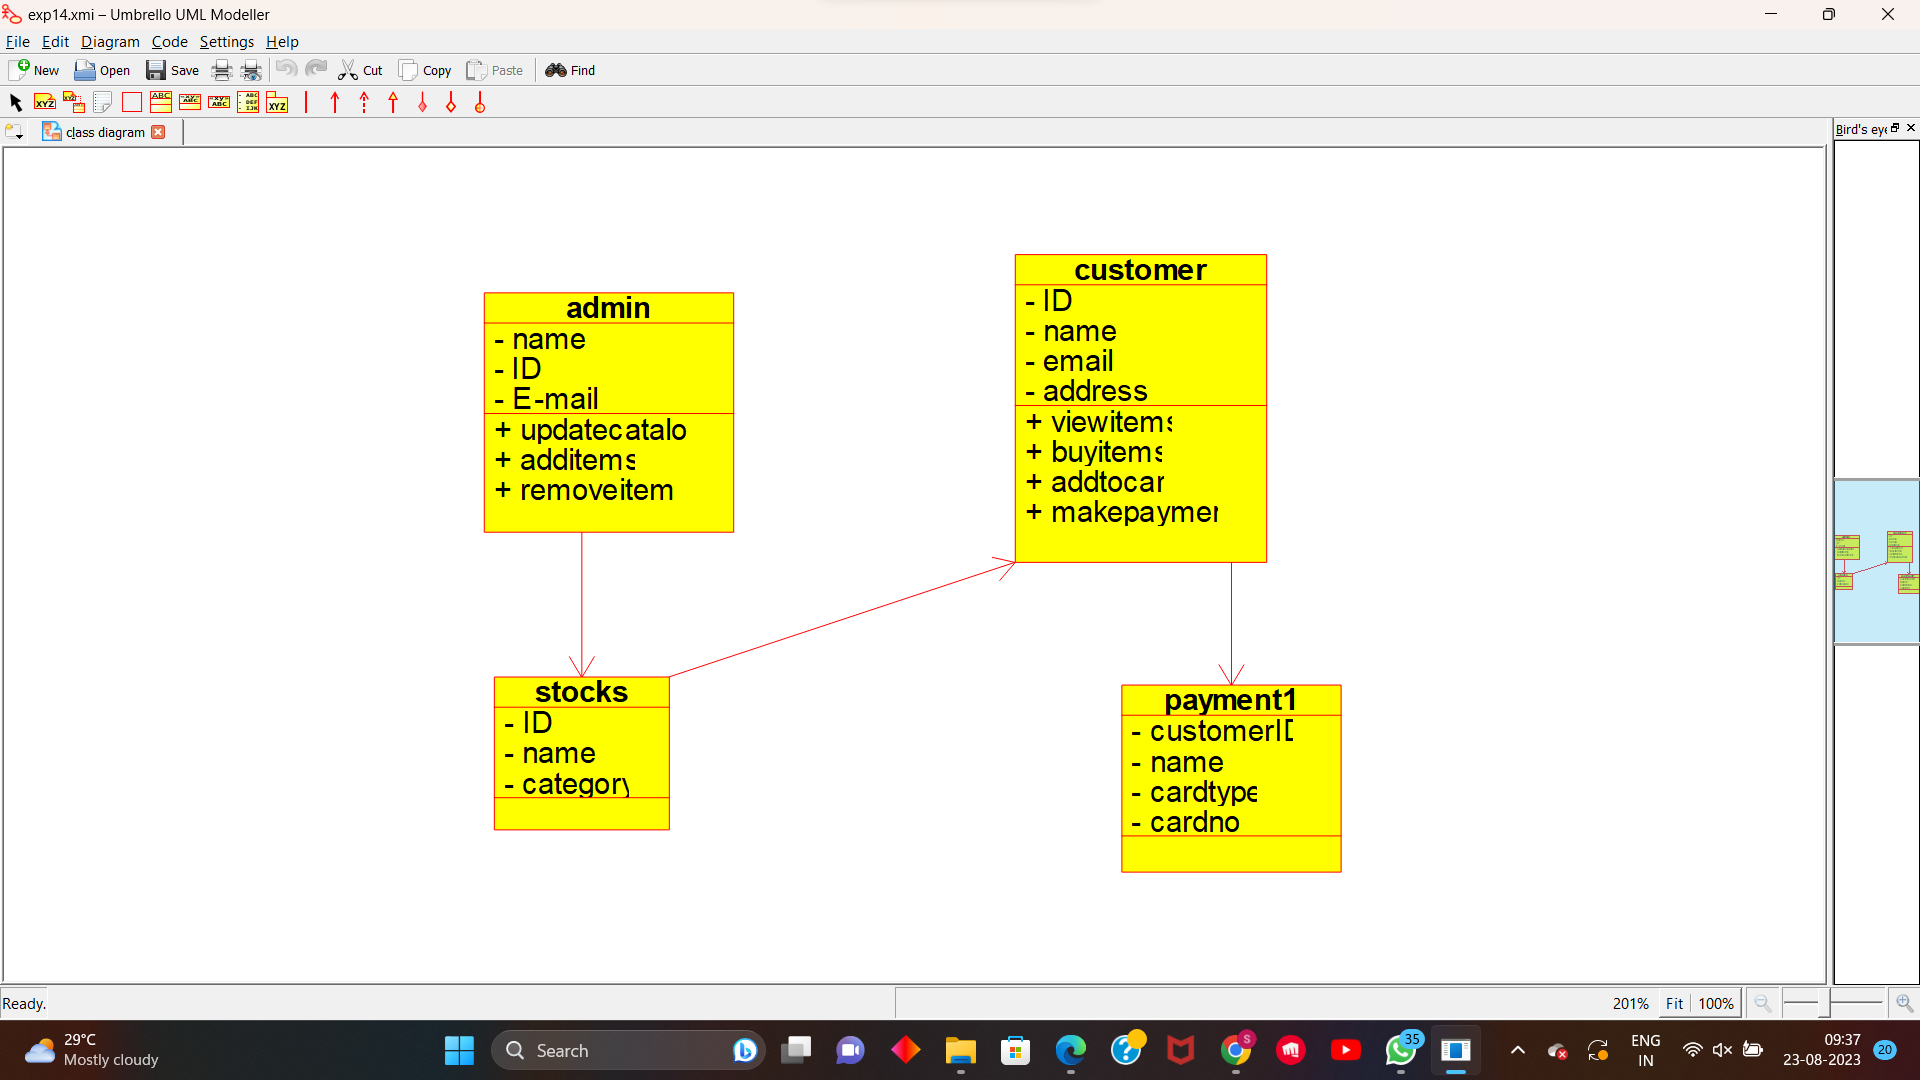 exp14.xmi – Umbrello UML Modeller
File Edit Diagram Code Settings Help
New Open Save Cut Copy Paste Find
class diagram
Bird's eye
customer
- ID
- name
- email
- address
+ viewitems
+ buyitems
+ addtocar
+ makepaymer
admin
- name
- ID
- E-mail
+ updatecatalo
+ additems
+ removeitem
stocks
- ID
- name
- category
payment1
- customerID
- name
- cardtype
- cardno
Ready.
201% Fit 100%
29°C
Mostly cloudy
Search
35
ENG
IN
09:37
23-08-2023
20